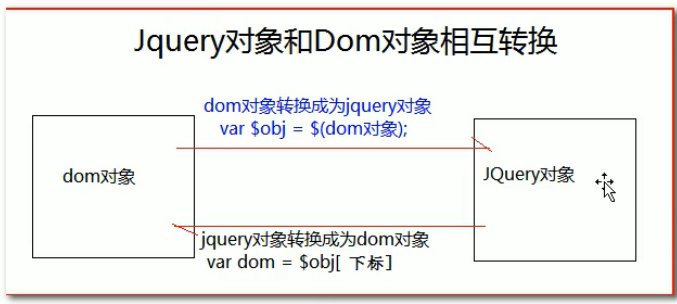 Jquery对象和Dom对象相互转换
dom对象转换成为jquery对象
var $obj = $(dom对象);
dom对象
JQuery对象
jquery对象转换成为dom对象
var dom = $obj[ 下标]